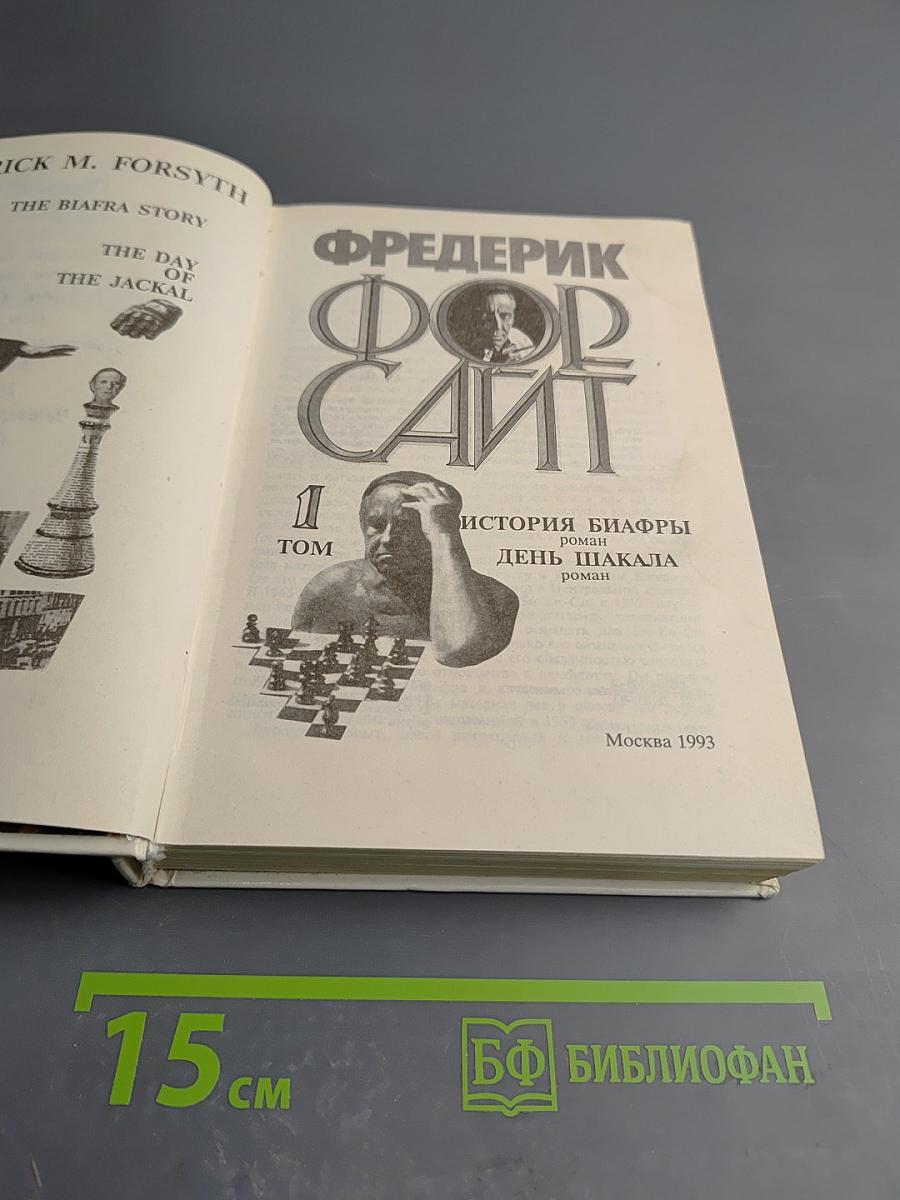 RICK M. FORSYTH
THE BIAFRA STORY
THE DAY
OF
THE JACKAL
ФРЕДЕРИК
ФОР
САЙТ
1
ТОМ
ИСТОРИЯ БИАФРЫ
роман
ДЕНЬ ШАКАЛА
роман
Москва 1993
15 см
БФ БИБЛИОФАН